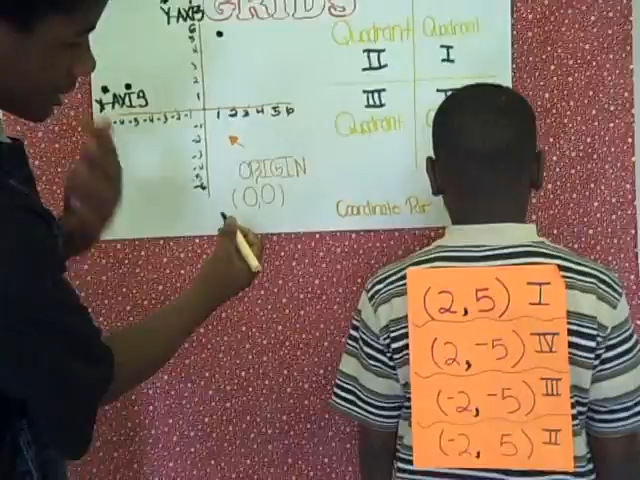 GRIDS
Y-AXIS
Quadrant Quadrant
II I
Y-AXIS
1 2 3 4 5 6
III
Quadrant
ORIGIN
(0,0)
Coordinate Pair
(2,5) I
(2,-5) IV
(-2,-5) III
(-2, 5) II